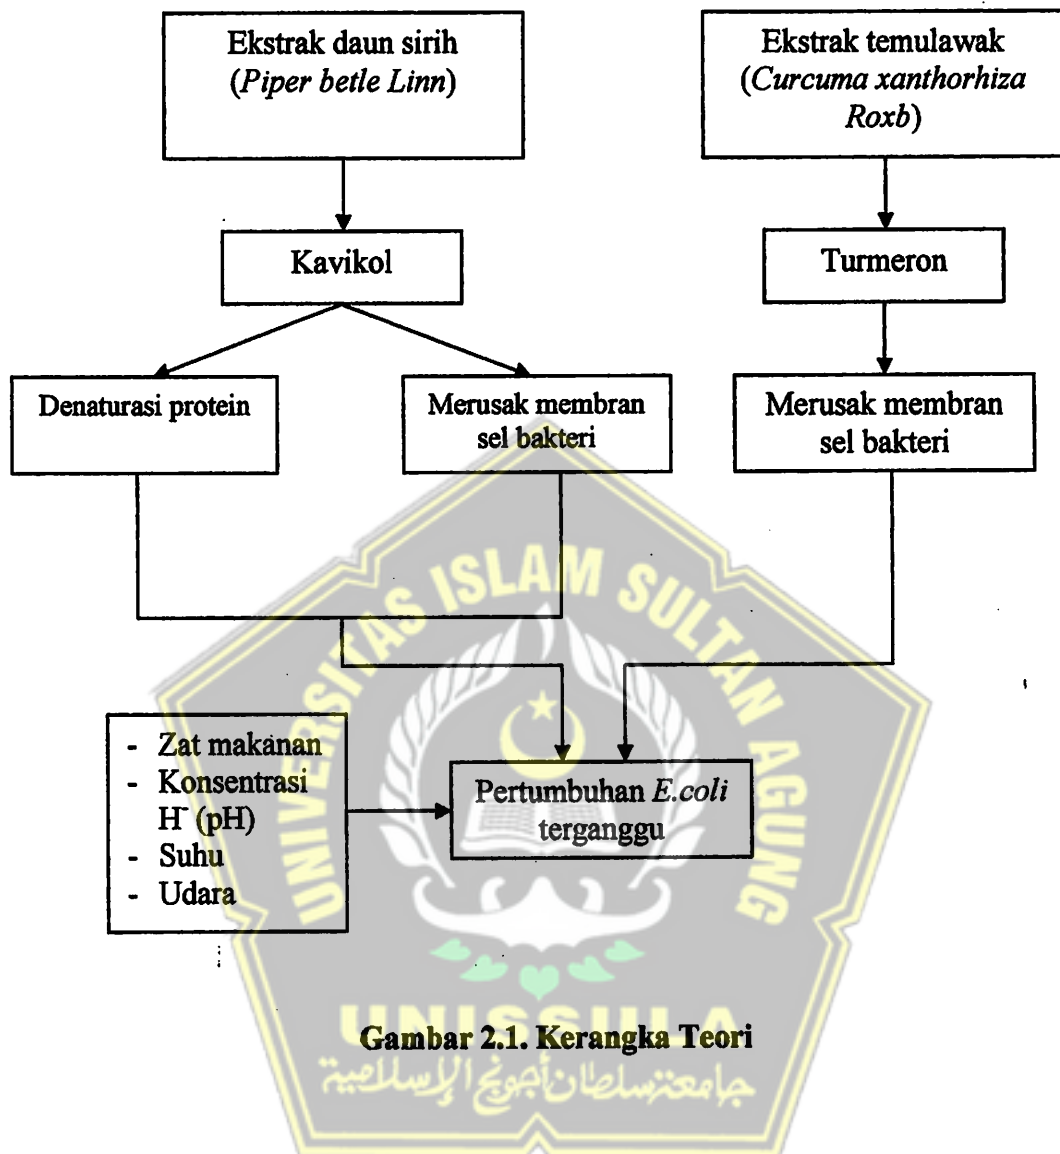 Ekstrak daun sirih
(Piper betle Linn)
Ekstrak temulawak
(Curcuma xanthorhiza
Roxb)
Kavikol
Turmeron
Denaturasi protein
Merusak membran
sel bakteri
Merusak membran
sel bakteri
- Zat makanan
- Konsentrasi
H⁻ (pH)
- Suhu
- Udara
Pertumbuhan E.coli
terganggu
UNIVERSITAS ISLAM SULTAN AGUNG
UNISSULA
Gambar 2.1. Kerangka Teori
جامعتسلطان أجونج الإسلامية